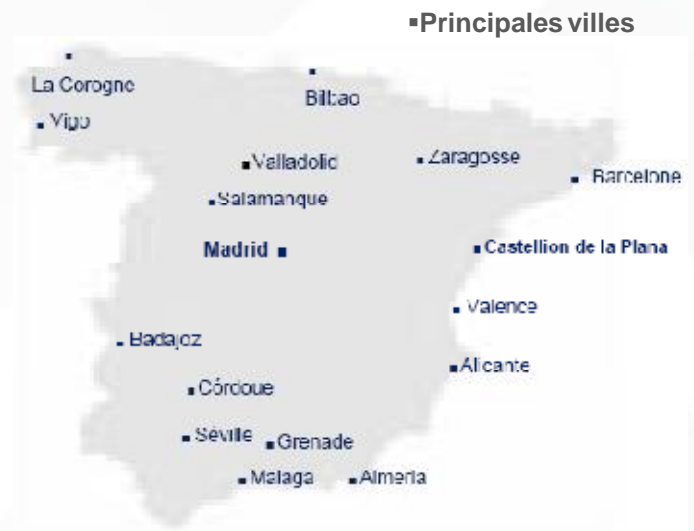 ▪Principales villes
La Corogne
Bilbao
Vigo
Valladolid
Zaragosse
Barcelone
Salamanque
Madrid
Castellion de la Plana
Valence
Badajoz
Alicante
Córdoue
Séville
Grenade
Malaga
Almeria